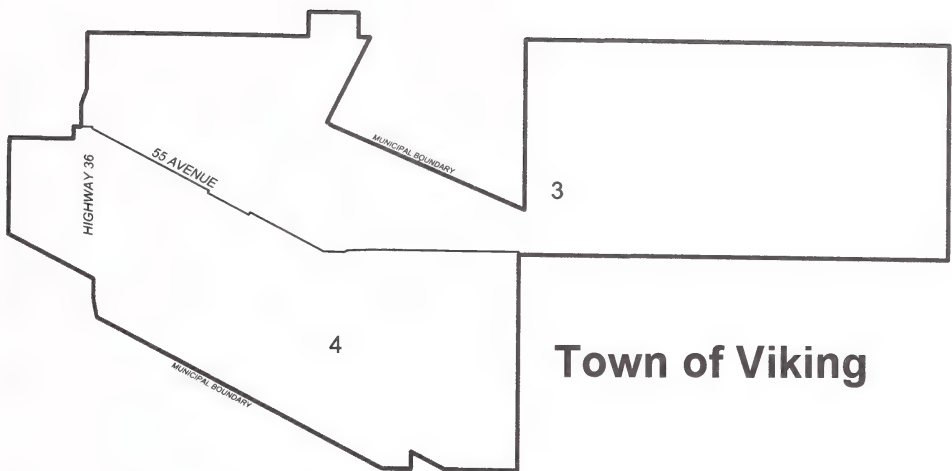 MUNICIPAL BOUNDARY
55 AVENUE
HIGHWAY 36
3
4
Town of Viking
MUNICIPAL BOUNDARY